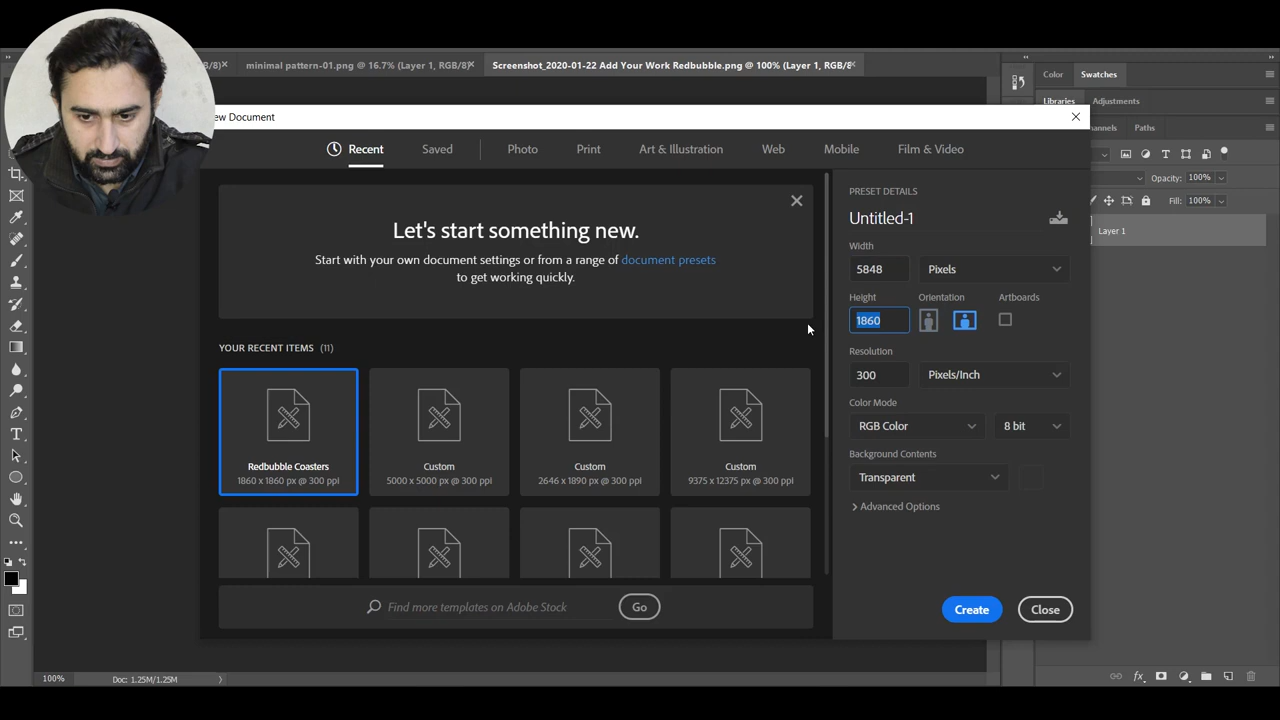 /8)
minimal pattern-01.png @ 16.7% (Layer 1, RGB/8)
Screenshot_2020-01-22 Add Your Work Redbubble.png @ 100% (Layer 1, RGB/8
Color
Swatches
Libraries
Adjustments
ew Document
hannels
Paths
Recent
Saved
Photo
Print
Art & Illustration
Web
Mobile
Film & Video
Opacity: 100%
Fill: 100%
Layer 1
Let's start something new.
Start with your own document settings or from a range of document presets
to get working quickly.
PRESET DETAILS
Untitled-1
Width
5848
Pixels
Height
Orientation
Artboards
1860
Resolution
300
Pixels/Inch
Color Mode
RGB Color
8 bit
Background Contents
Transparent
Advanced Options
YOUR RECENT ITEMS (11)
Redbubble Coasters
1860 x 1860 px @ 300 ppi
Custom
5000 x 5000 px @ 300 ppi
Custom
2646 x 1890 px @ 300 ppi
Custom
9375 x 12375 px @ 300 ppi
Find more templates on Adobe Stock
Go
Create
Close
100%
Doc: 1.25M/1.25M
fx